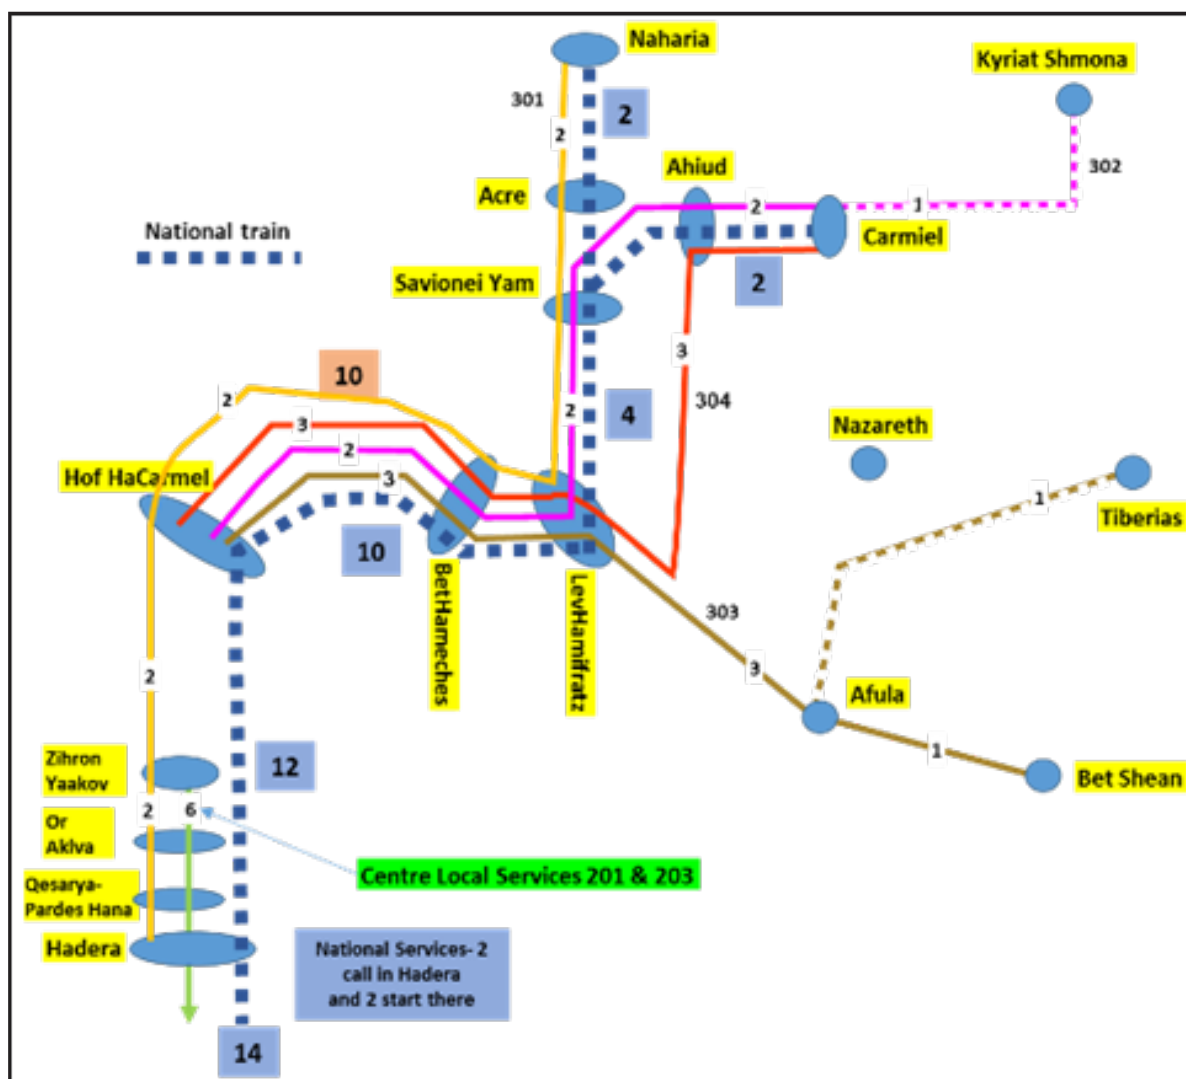 Naharia
Kyriat Shmona
301
2
2
Ahiud
302
Acre
2
1
National train
Carmiel
Savionei Yam
2
10
3
304
2
3
2
4
2
Nazareth
Hof HaCarmel
3
1
Tiberias
10
BetHameches
LevHamifratz
303
2
3
Afula
Zihron
Yaakov
12
1
Bet Shean
2
6
Or
Akiva
Centre Local Services 201 & 203
Qesarya-
Pardes Hana
Hadera
National Services- 2
call in Hadera
and 2 start there
14